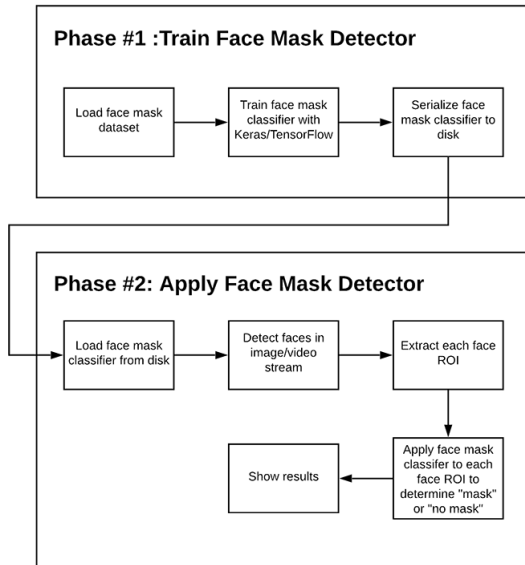 Phase #1 :Train Face Mask Detector
Load face mask
dataset
Train face mask
classifier with
Keras/TensorFlow
Serialize face
mask classifier to
disk
Phase #2: Apply Face Mask Detector
Load face mask
classifier from disk
Detect faces in
image/video
stream
Extract each face
ROI
Apply face mask
classifer to each
face ROI to
determine "mask"
or "no mask"
Show results